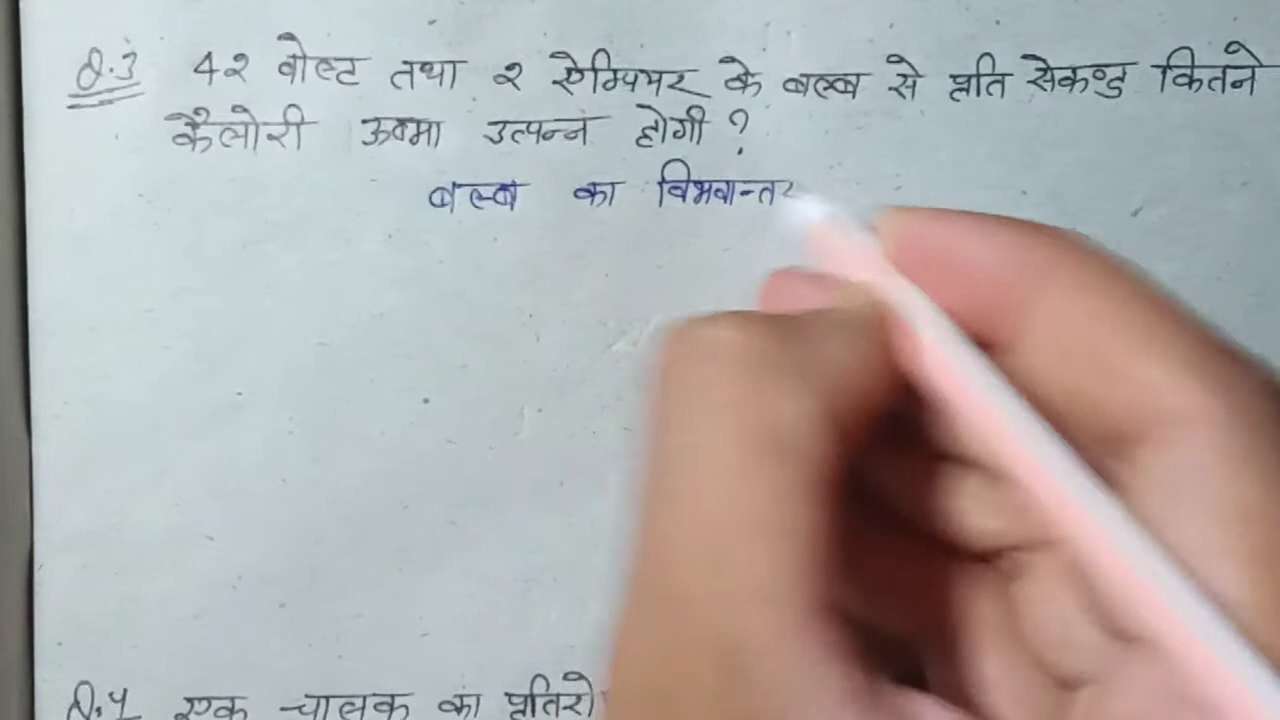 Q.3 42 वोल्ट तथा 2 ऐम्पियर के बल्ब से प्रति सेकण्ड कितने
कैलोरी ऊष्मा उत्पन्न होगी ?
बल्ब का विभवान्तर
Q.4 एक चालक का प्रतिरो